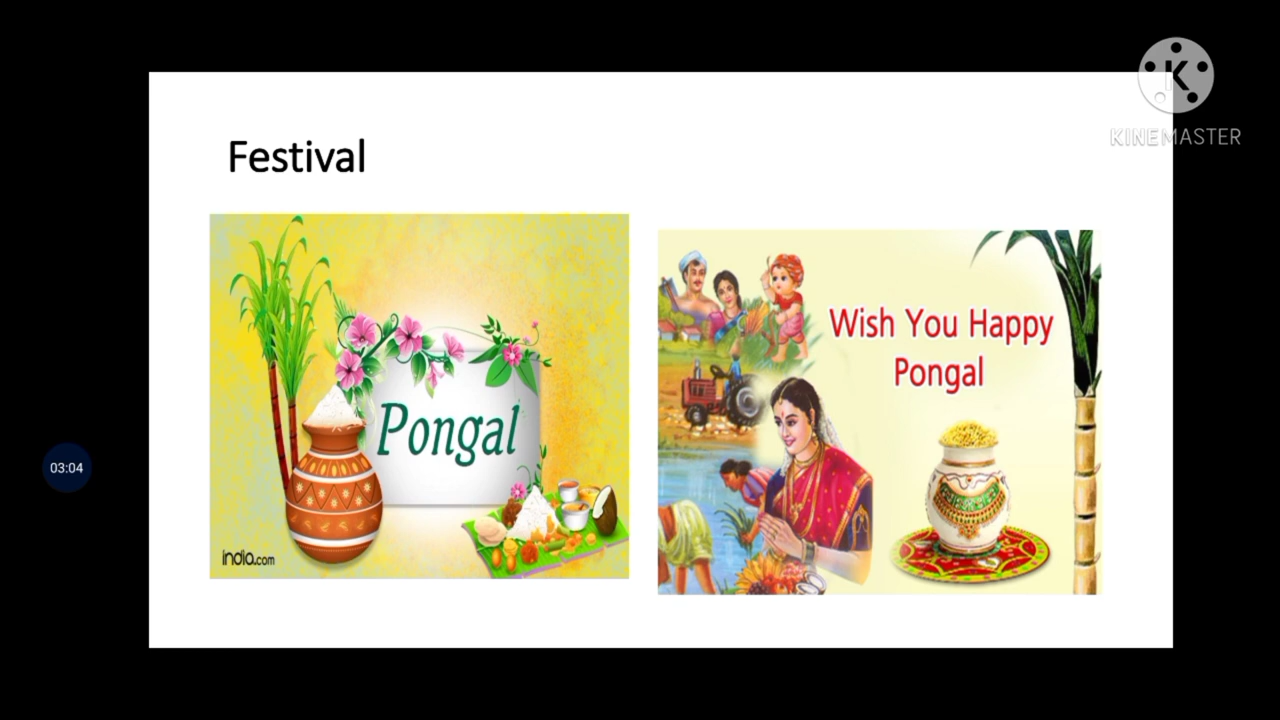 KINEMASTER
Festival
Pongal
india.com
Wish You Happy
Pongal
03:04